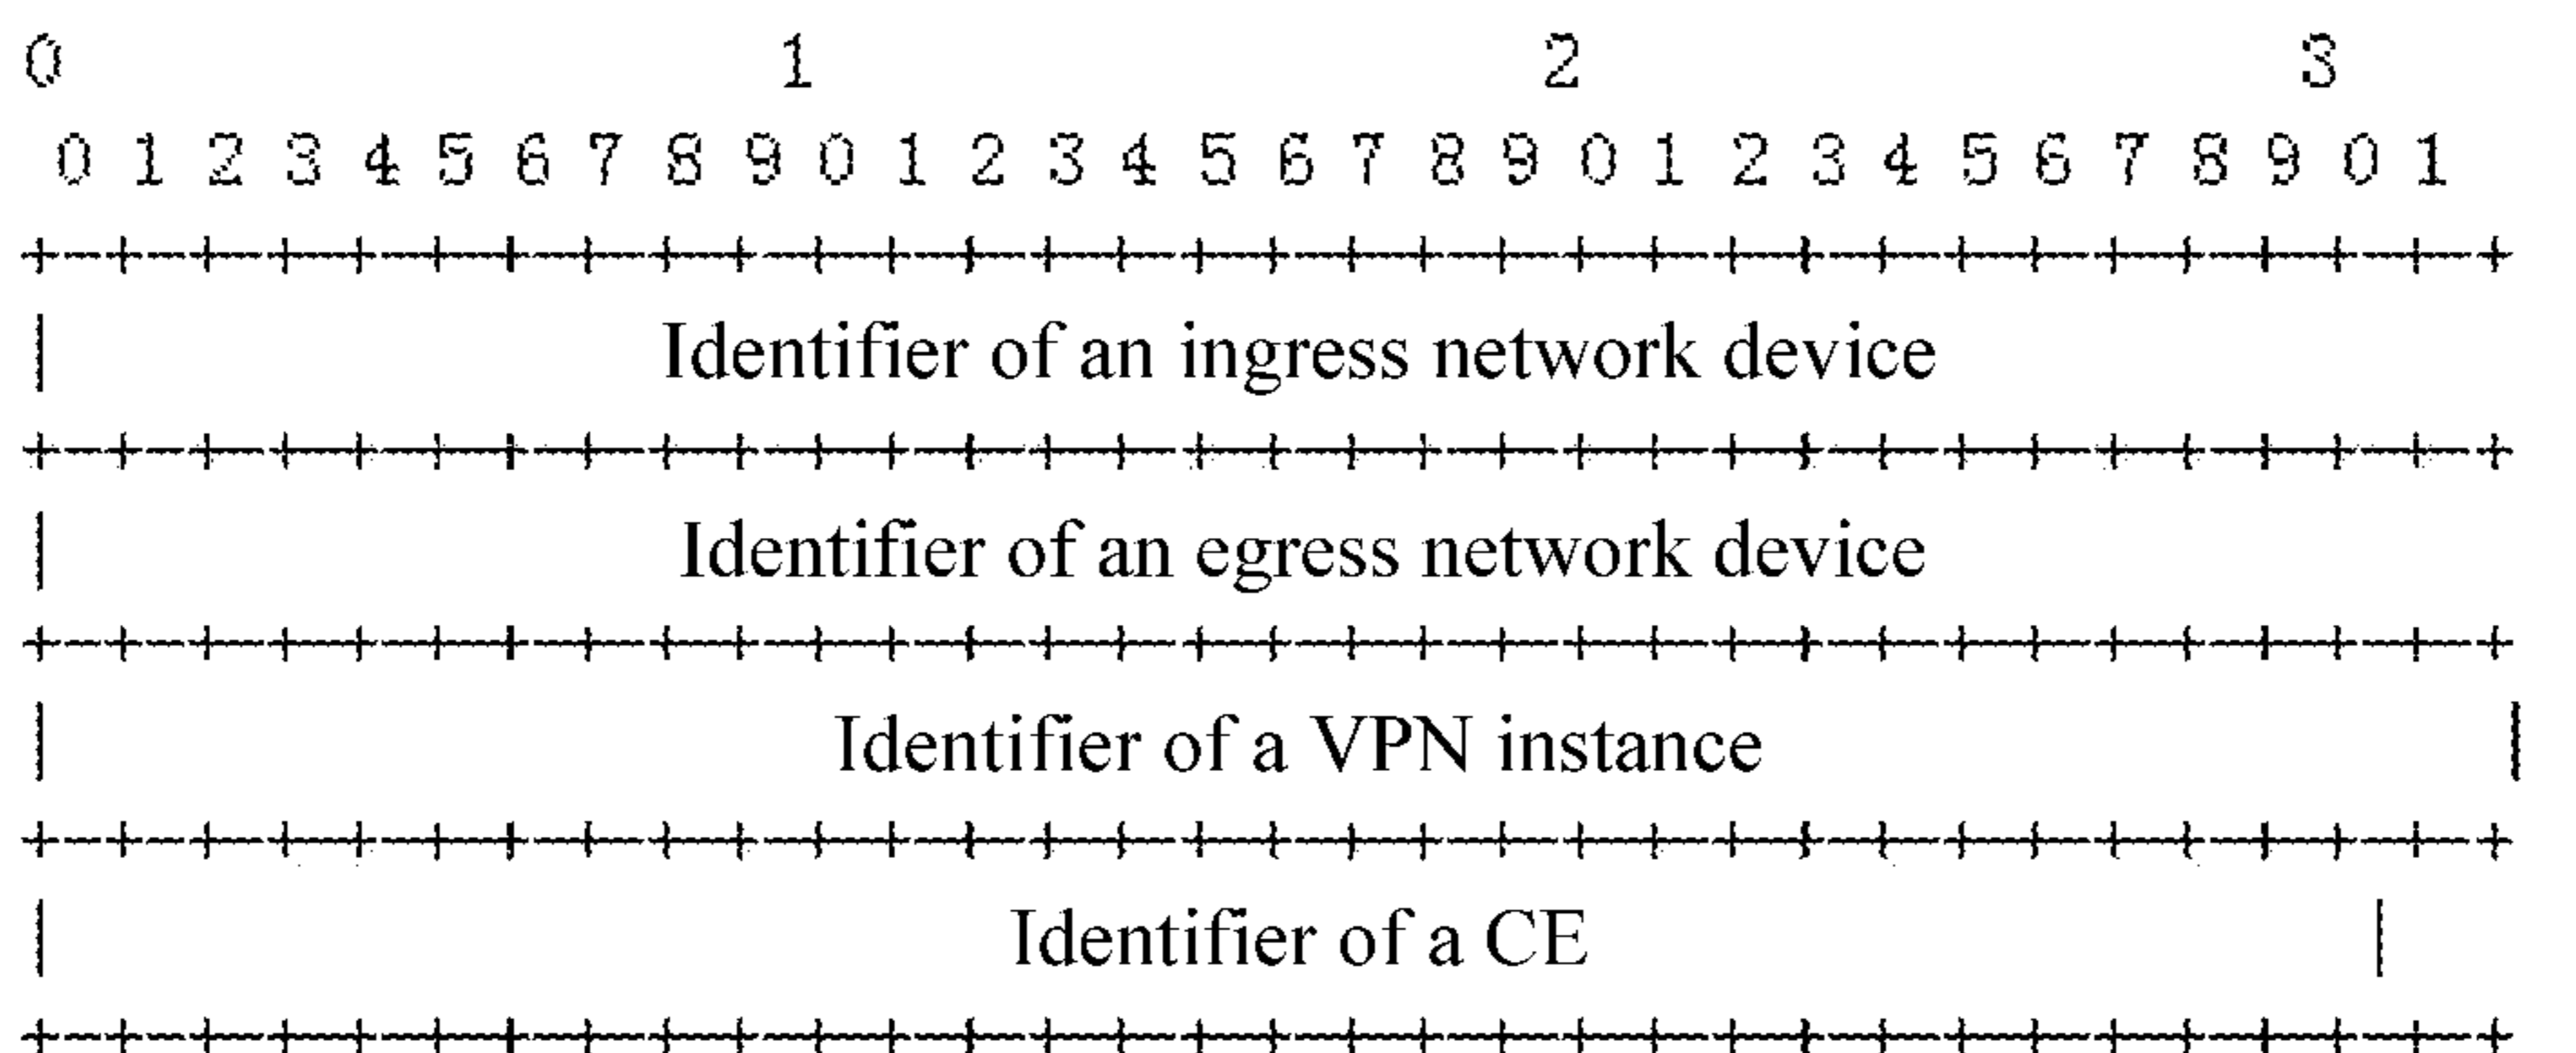 0 1 2 3
0 1 2 3 4 5 6 7 8 9 0 1 2 3 4 5 6 7 8 9 0 1 2 3 4 5 6 7 8 9 0 1
+--+--+--+--+--+--+--+--+--+--+--+--+--+--+--+--+--+--+--+--+--+--+--+--+--+--+--+--+--+--+--+--+
| Identifier of an ingress network device
+--+--+--+--+--+--+--+--+--+--+--+--+--+--+--+--+--+--+--+--+--+--+--+--+--+--+--+--+--+--+--+--+
| Identifier of an egress network device
+--+--+--+--+--+--+--+--+--+--+--+--+--+--+--+--+--+--+--+--+--+--+--+--+--+--+--+--+--+--+--+--+
| Identifier of a VPN instance |
+--+--+--+--+--+--+--+--+--+--+--+--+--+--+--+--+--+--+--+--+--+--+--+--+--+--+--+--+--+--+--+--+
| Identifier of a CE |
+--+--+--+--+--+--+--+--+--+--+--+--+--+--+--+--+--+--+--+--+--+--+--+--+--+--+--+--+--+--+--+--+